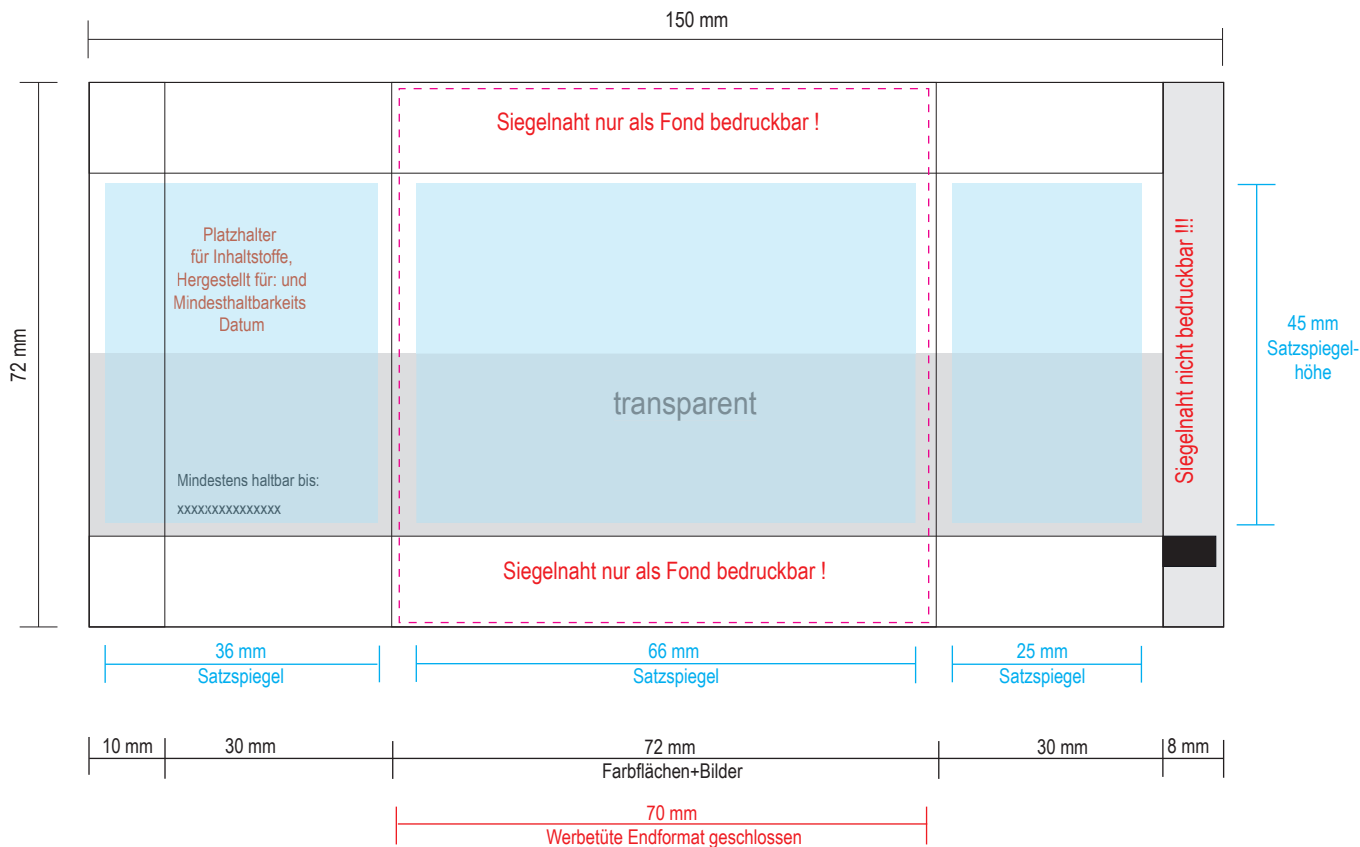 150 mm
Siegelnaht nur als Fond bedruckbar !
Platzhalter
für Inhaltstoffe,
Hergestellt für: und
Mindesthaltbarkeits
Datum
72 mm
transparent
Siegelnaht nicht bedruckbar !!!
45 mm
Satzspiegel-
höhe
Mindestens haltbar bis:
xxxxxxxxxxxxxxx
Siegelnaht nur als Fond bedruckbar !
36 mm
Satzspiegel
66 mm
Satzspiegel
25 mm
Satzspiegel
10 mm
30 mm
72 mm
Farbflächen+Bilder
30 mm
8 mm
70 mm
Werbetüte Endformat geschlossen